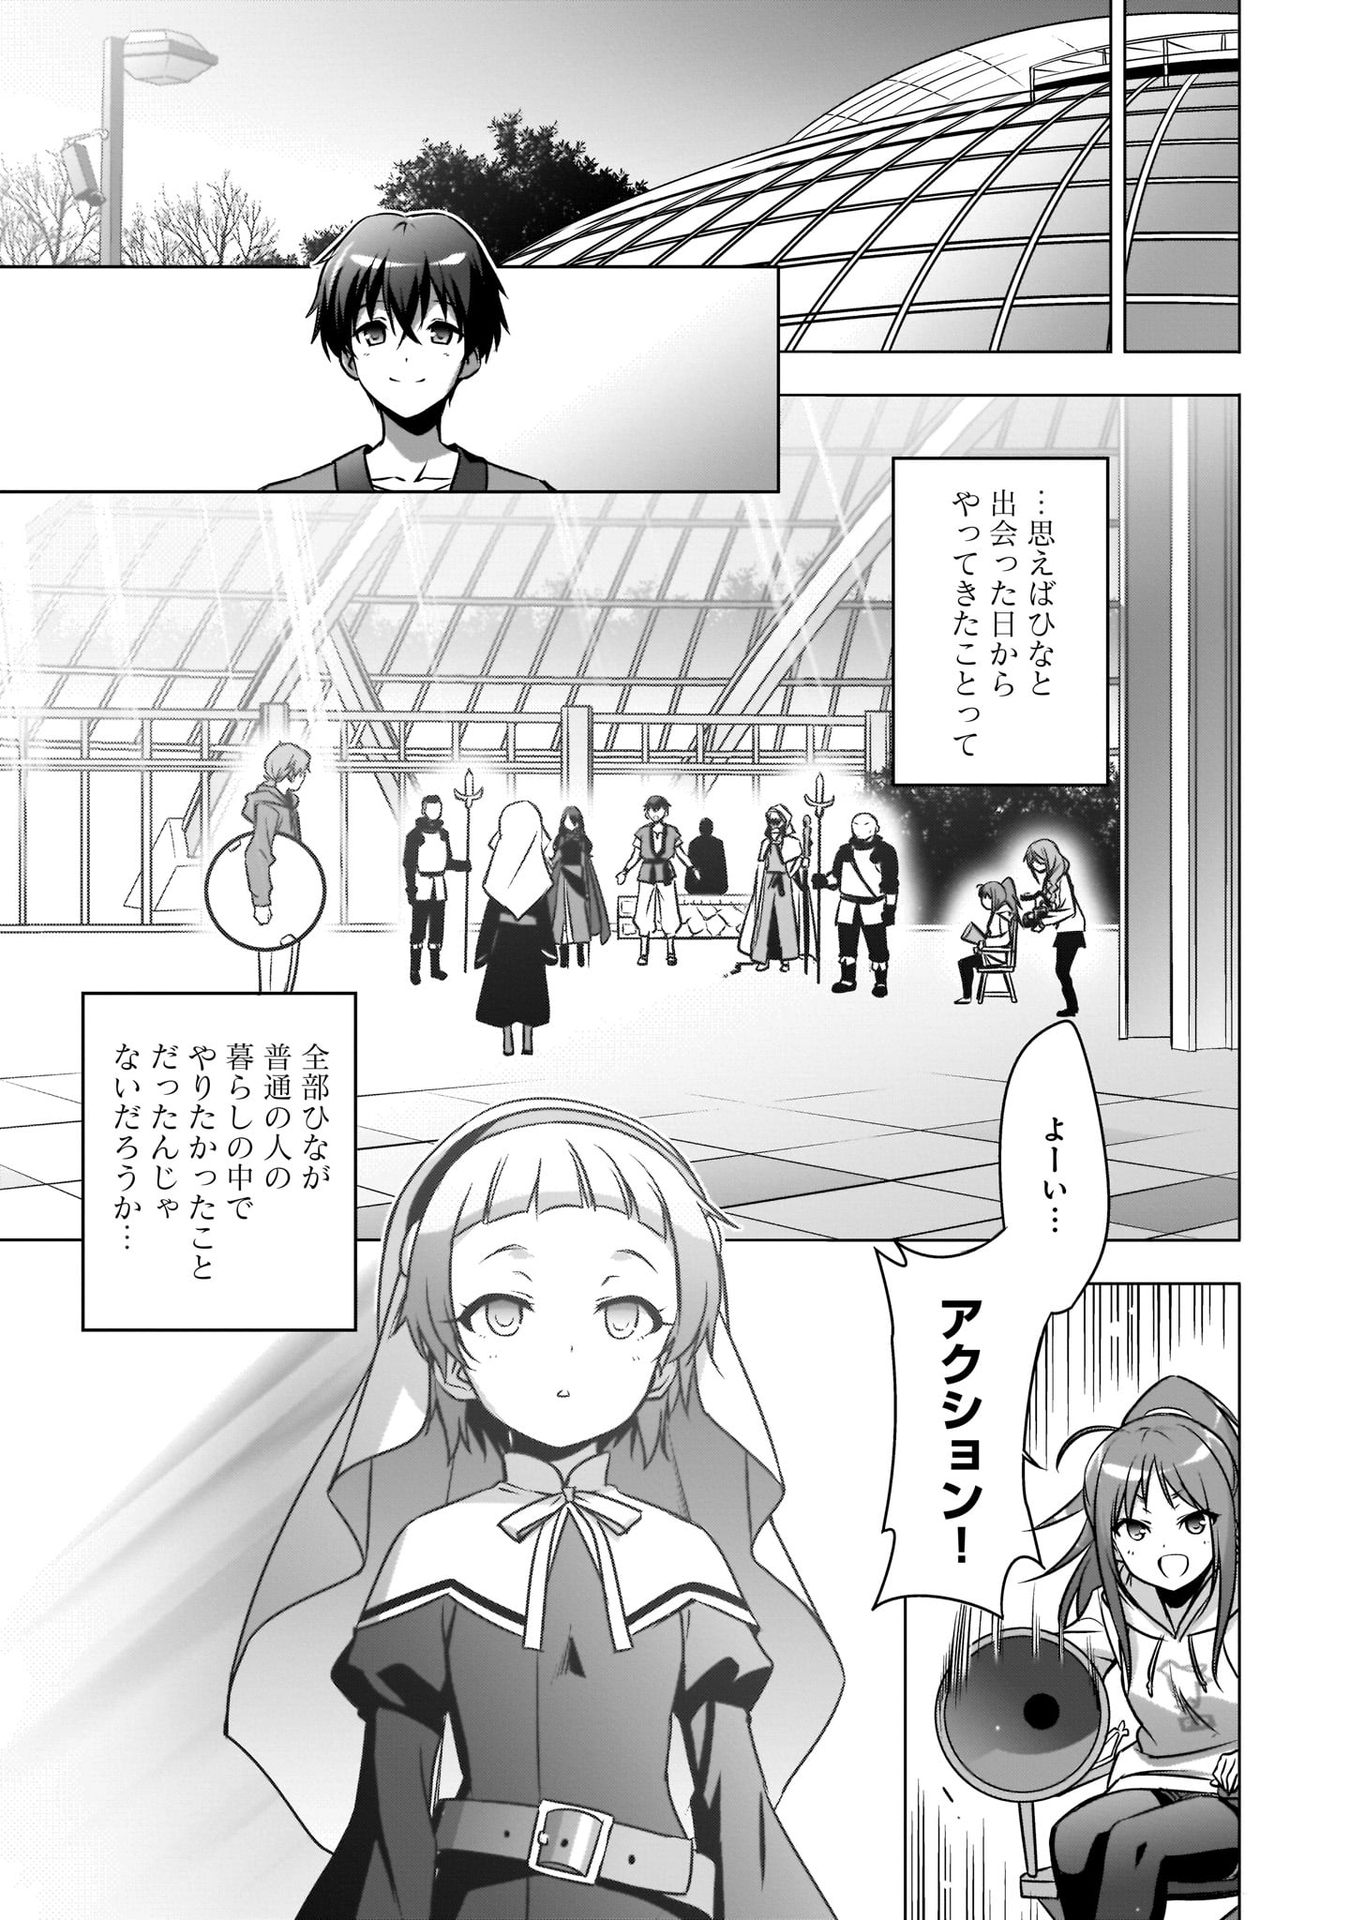 …思えばひなと
出会った日から
やってきたことって
全部ひなが
普通の人の
暮らしの中で
やりたかったこと
だったんじゃ
ないだろうか…
よーい…
アクション！